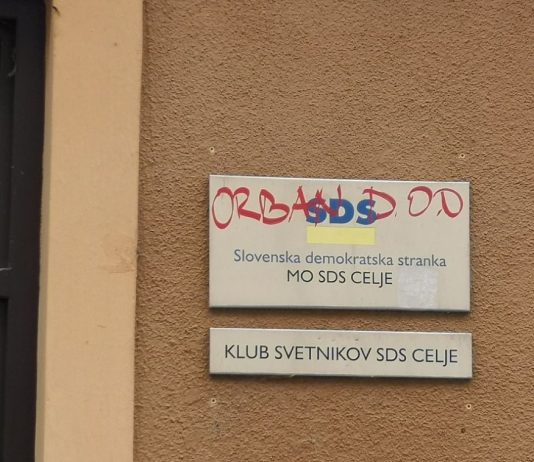 ORBAN D.O.O
SDS
Slovenska demokratska stranka
MO SDS CELJE
KLUB SVETNIKOV SDS CELJE